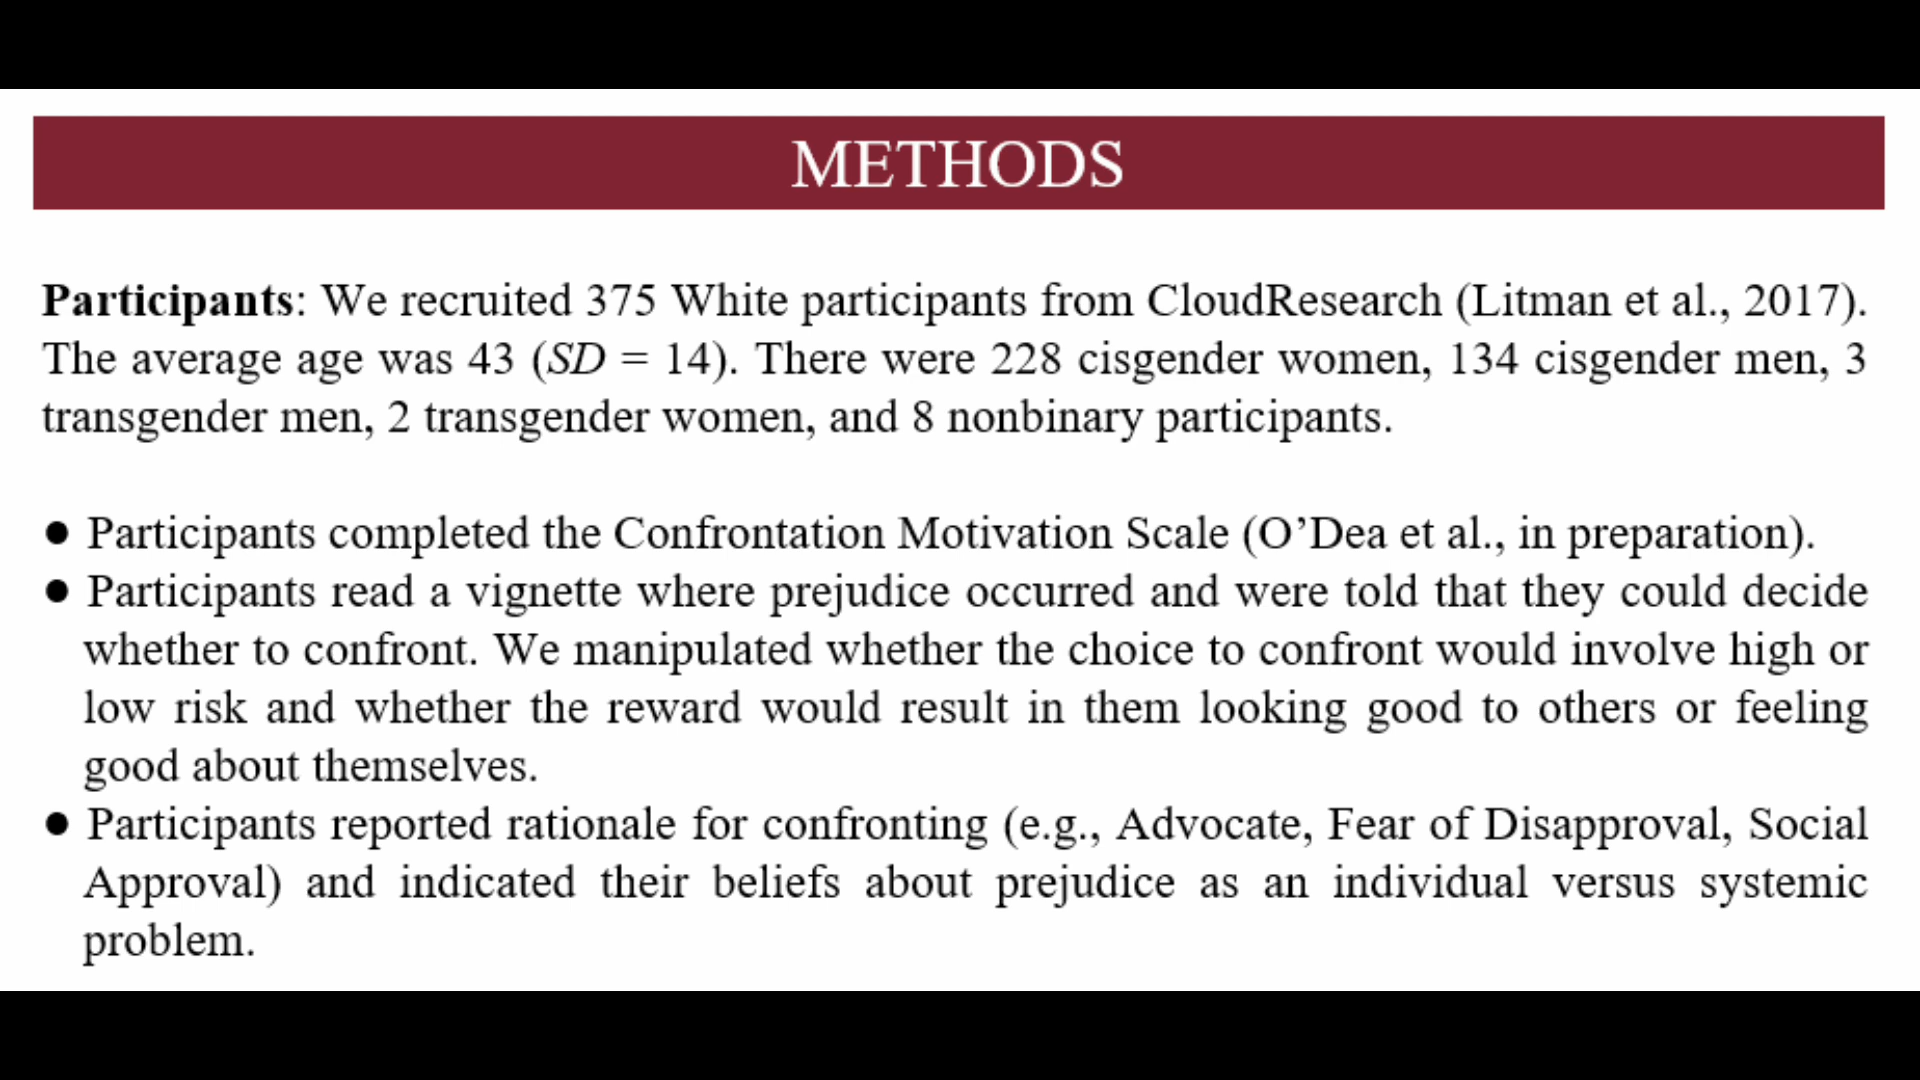 METHODS
Participants: We recruited 375 White participants from CloudResearch (Litman et al., 2017).
The average age was 43 (SD = 14). There were 228 cisgender women, 134 cisgender men, 3
transgender men, 2 transgender women, and 8 nonbinary participants.
● Participants completed the Confrontation Motivation Scale (O’Dea et al., in preparation).
● Participants read a vignette where prejudice occurred and were told that they could decide
whether to confront. We manipulated whether the choice to confront would involve high or
low risk and whether the reward would result in them looking good to others or feeling
good about themselves.
● Participants reported rationale for confronting (e.g., Advocate, Fear of Disapproval, Social
Approval) and indicated their beliefs about prejudice as an individual versus systemic
problem.